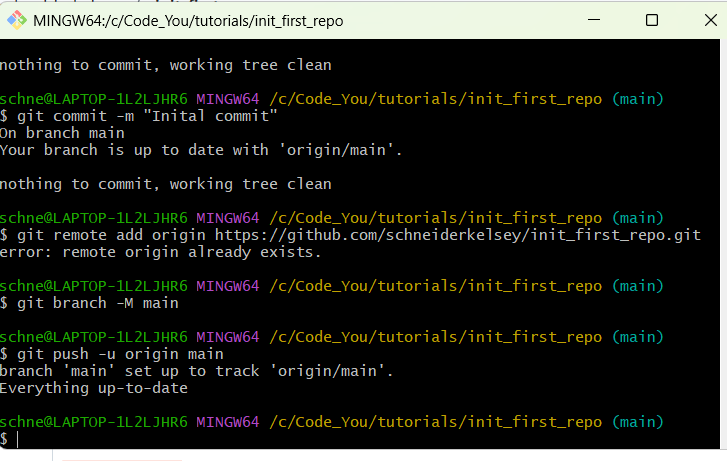 MINGW64:/c/Code_You/tutorials/init_first_repo
nothing to commit, working tree clean
schne@LAPTOP-1L2LJHR6 MINGW64 /c/Code_You/tutorials/init_first_repo (main)
$ git commit -m "Inital commit"
On branch main
Your branch is up to date with 'origin/main'.
nothing to commit, working tree clean
schne@LAPTOP-1L2LJHR6 MINGW64 /c/Code_You/tutorials/init_first_repo (main)
$ git remote add origin https://github.com/schneiderkelsey/init_first_repo.git
error: remote origin already exists.
schne@LAPTOP-1L2LJHR6 MINGW64 /c/Code_You/tutorials/init_first_repo (main)
$ git branch -M main
schne@LAPTOP-1L2LJHR6 MINGW64 /c/Code_You/tutorials/init_first_repo (main)
$ git push -u origin main
branch 'main' set up to track 'origin/main'.
Everything up-to-date
schne@LAPTOP-1L2LJHR6 MINGW64 /c/Code_You/tutorials/init_first_repo (main)
$